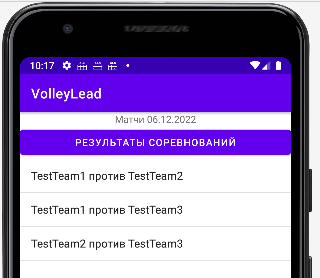 10:17
VolleyLead
Матчи 06.12.2022
РЕЗУЛЬТАТЫ СОРЕВНОВАНИЙ
TestTeam1 против TestTeam2
TestTeam1 против TestTeam3
TestTeam2 против TestTeam3